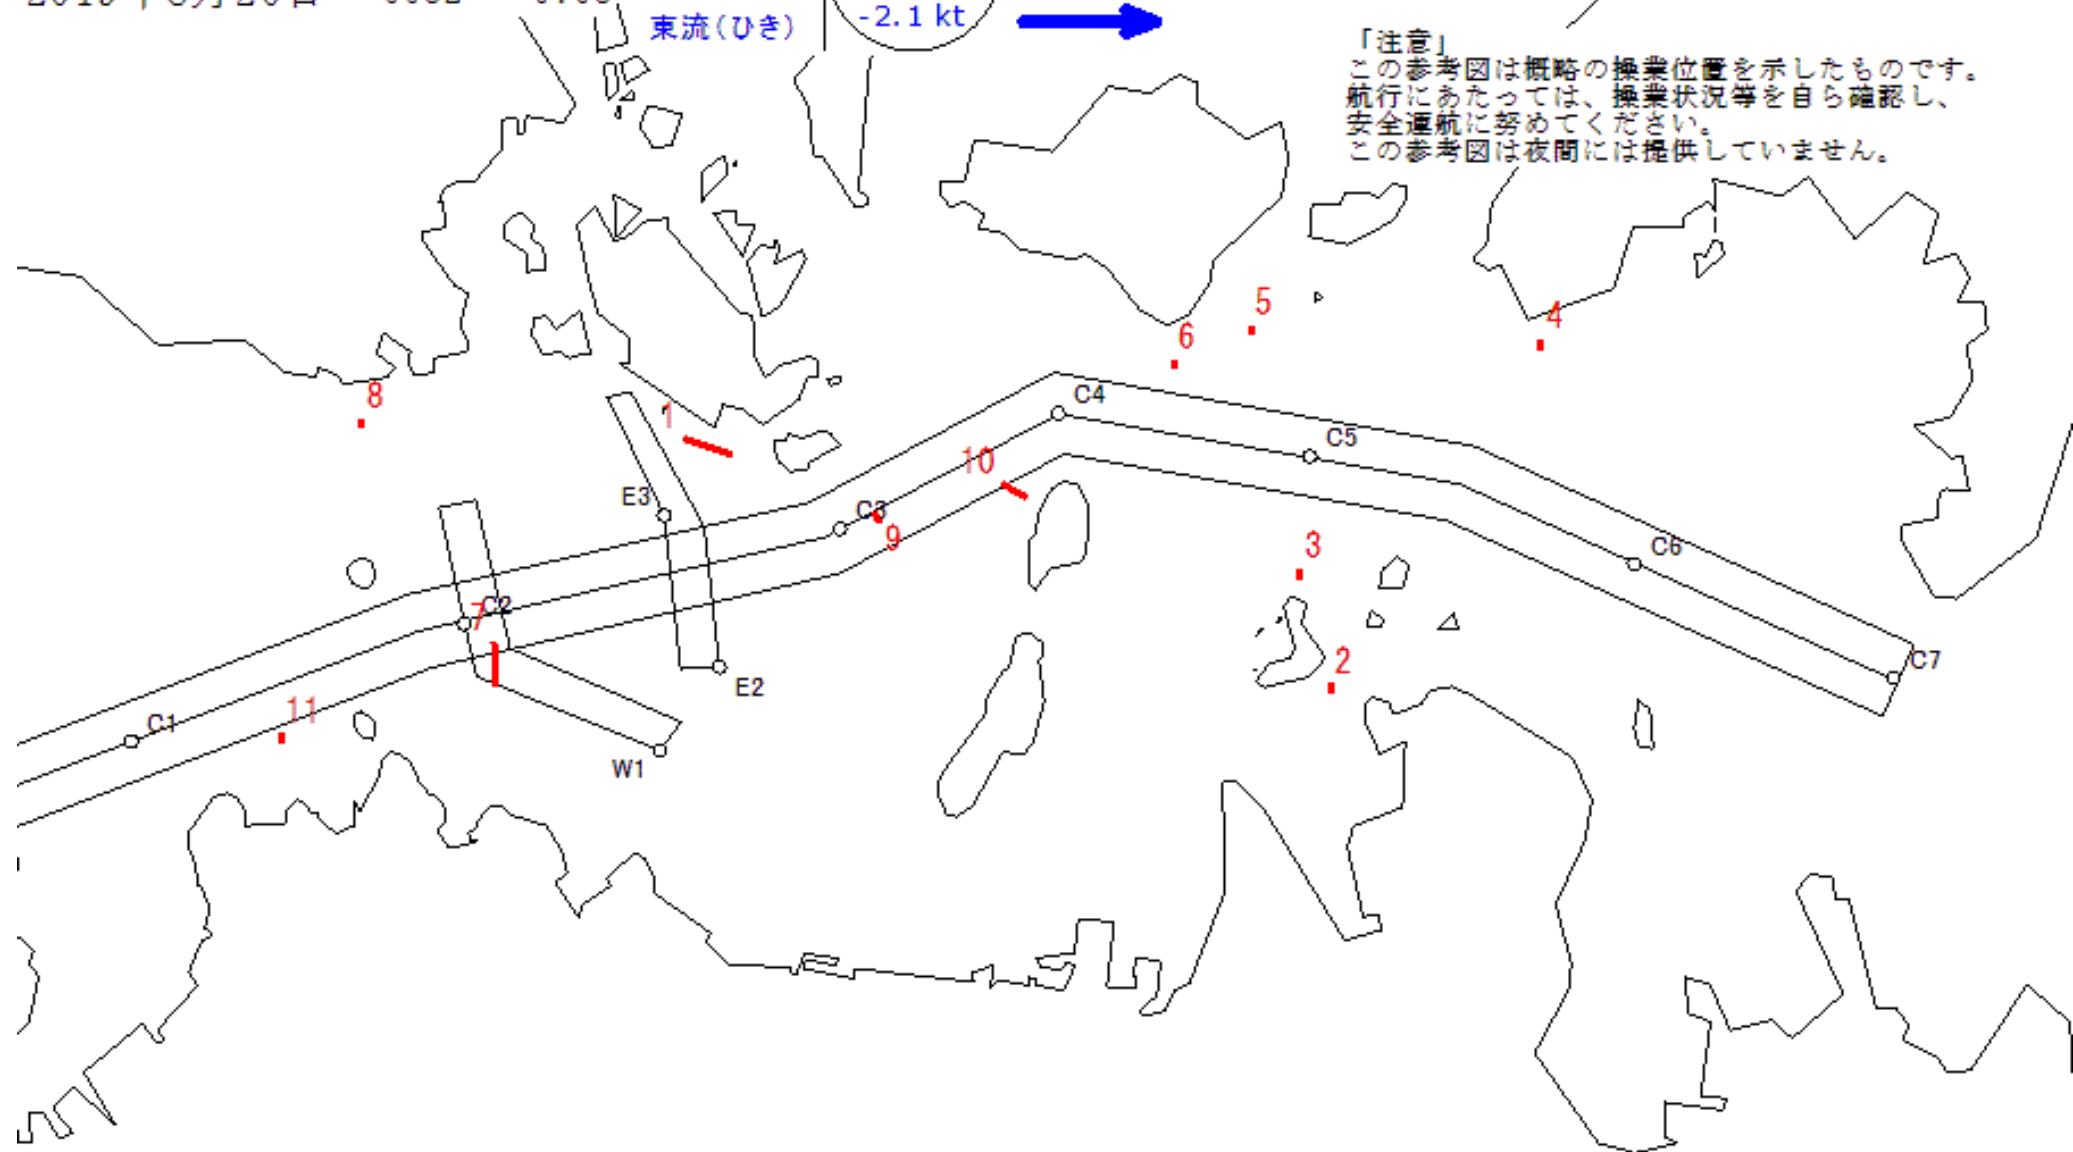 東流(ひき)
-2.1 kt
「注意」
この参考図は概略の操業位置を示したものです。
航行にあたっては、操業状況等を自ら確認し、
安全運航に努めてください。
この参考図は夜間には提供していません。
5
4
6
8
C4
1
C5
10
E3
C3
9
3
C6
C2
7
2
C7
E2
11
C1
W1